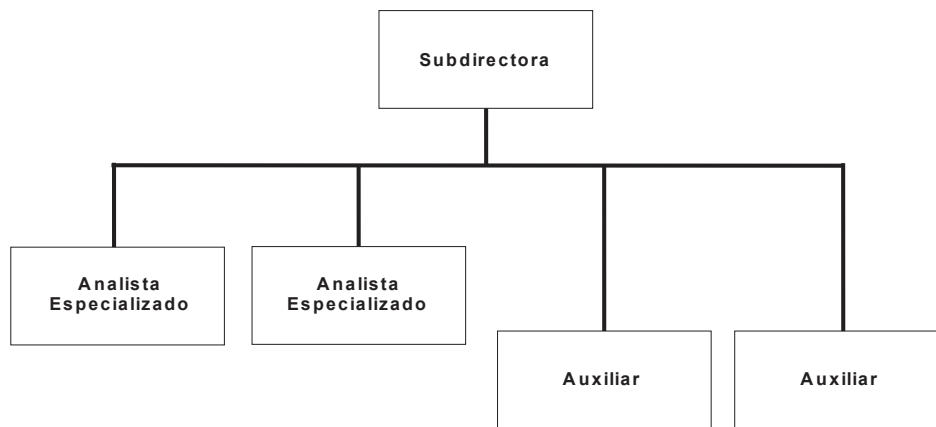 Subdirectora
Analista
Especializado
Analista
Especializado
Auxiliar
Auxiliar